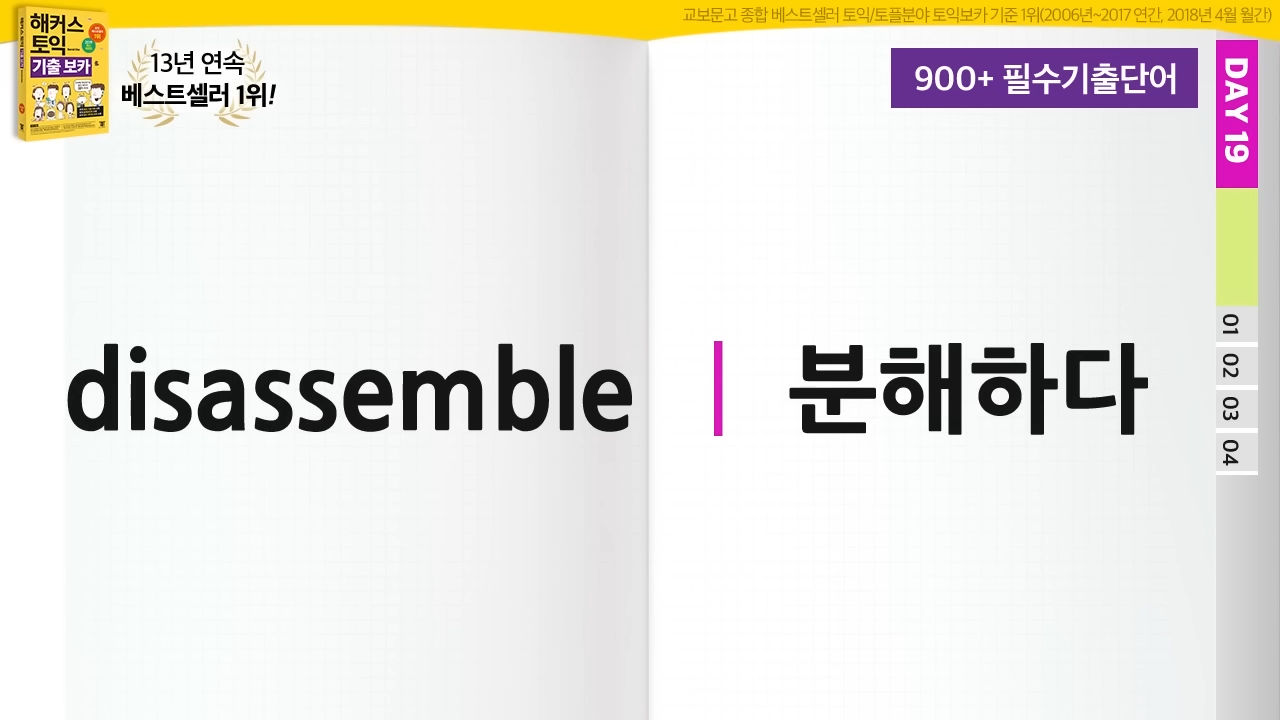 교보문고 종합 베스트셀러 토익/토플분야 토익보카 기준 1위(2006년~2017 연간, 2018년 4월 월간)
해커스
토익
기출 보카
13년 연속
베스트셀러 1위!
900+ 필수기출단어
DAY 19
disassemble
분해하다
01
02
03
04